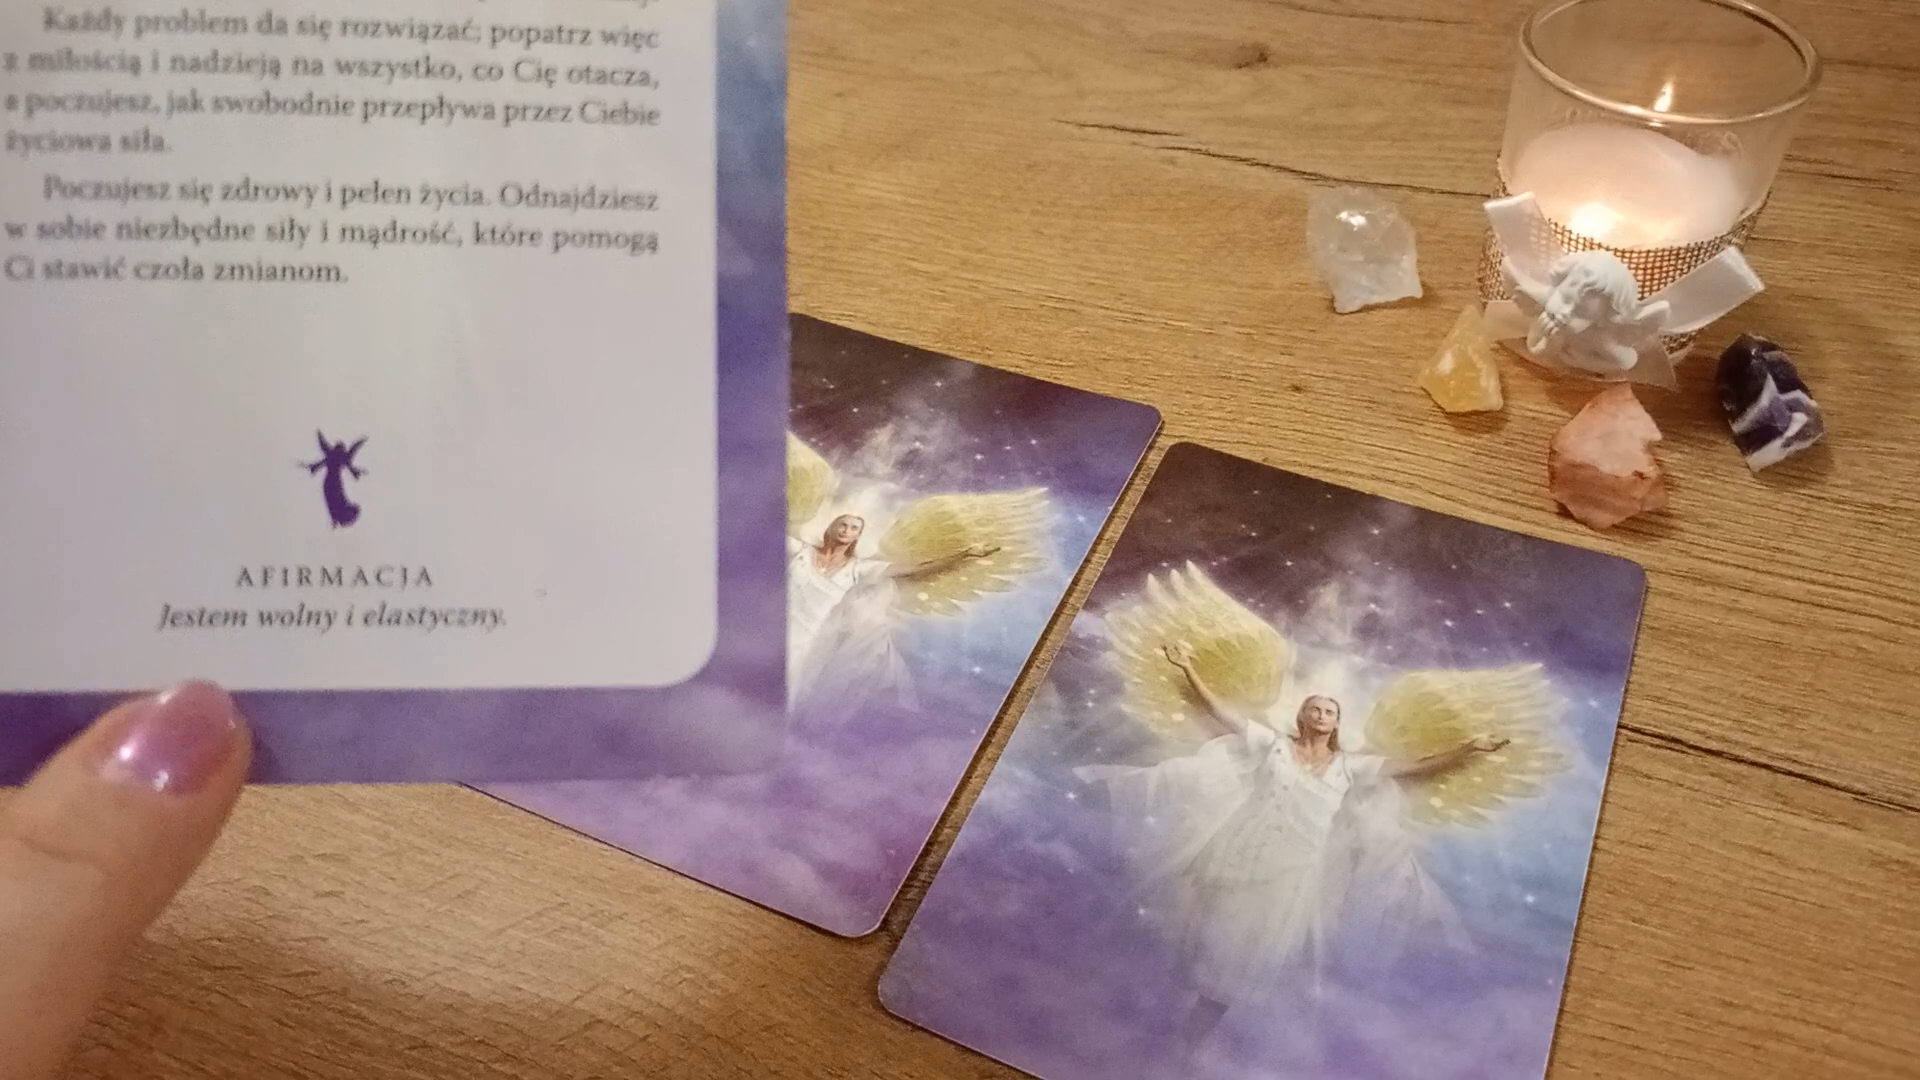 Każdy problem da się rozwiązać; popatrz więc
z miłością i nadzieją na wszystko, co Cię otacza,
a poczujesz, jak swobodnie przepływa przez Ciebie
życiowa siła.
Poczujesz się zdrowy i pełen życia. Odnajdziesz
w sobie niezbędne siły i mądrość, które pomogą
Ci stawić czoła zmianom.
AFIRMACJA
Jestem wolny i elastyczny.